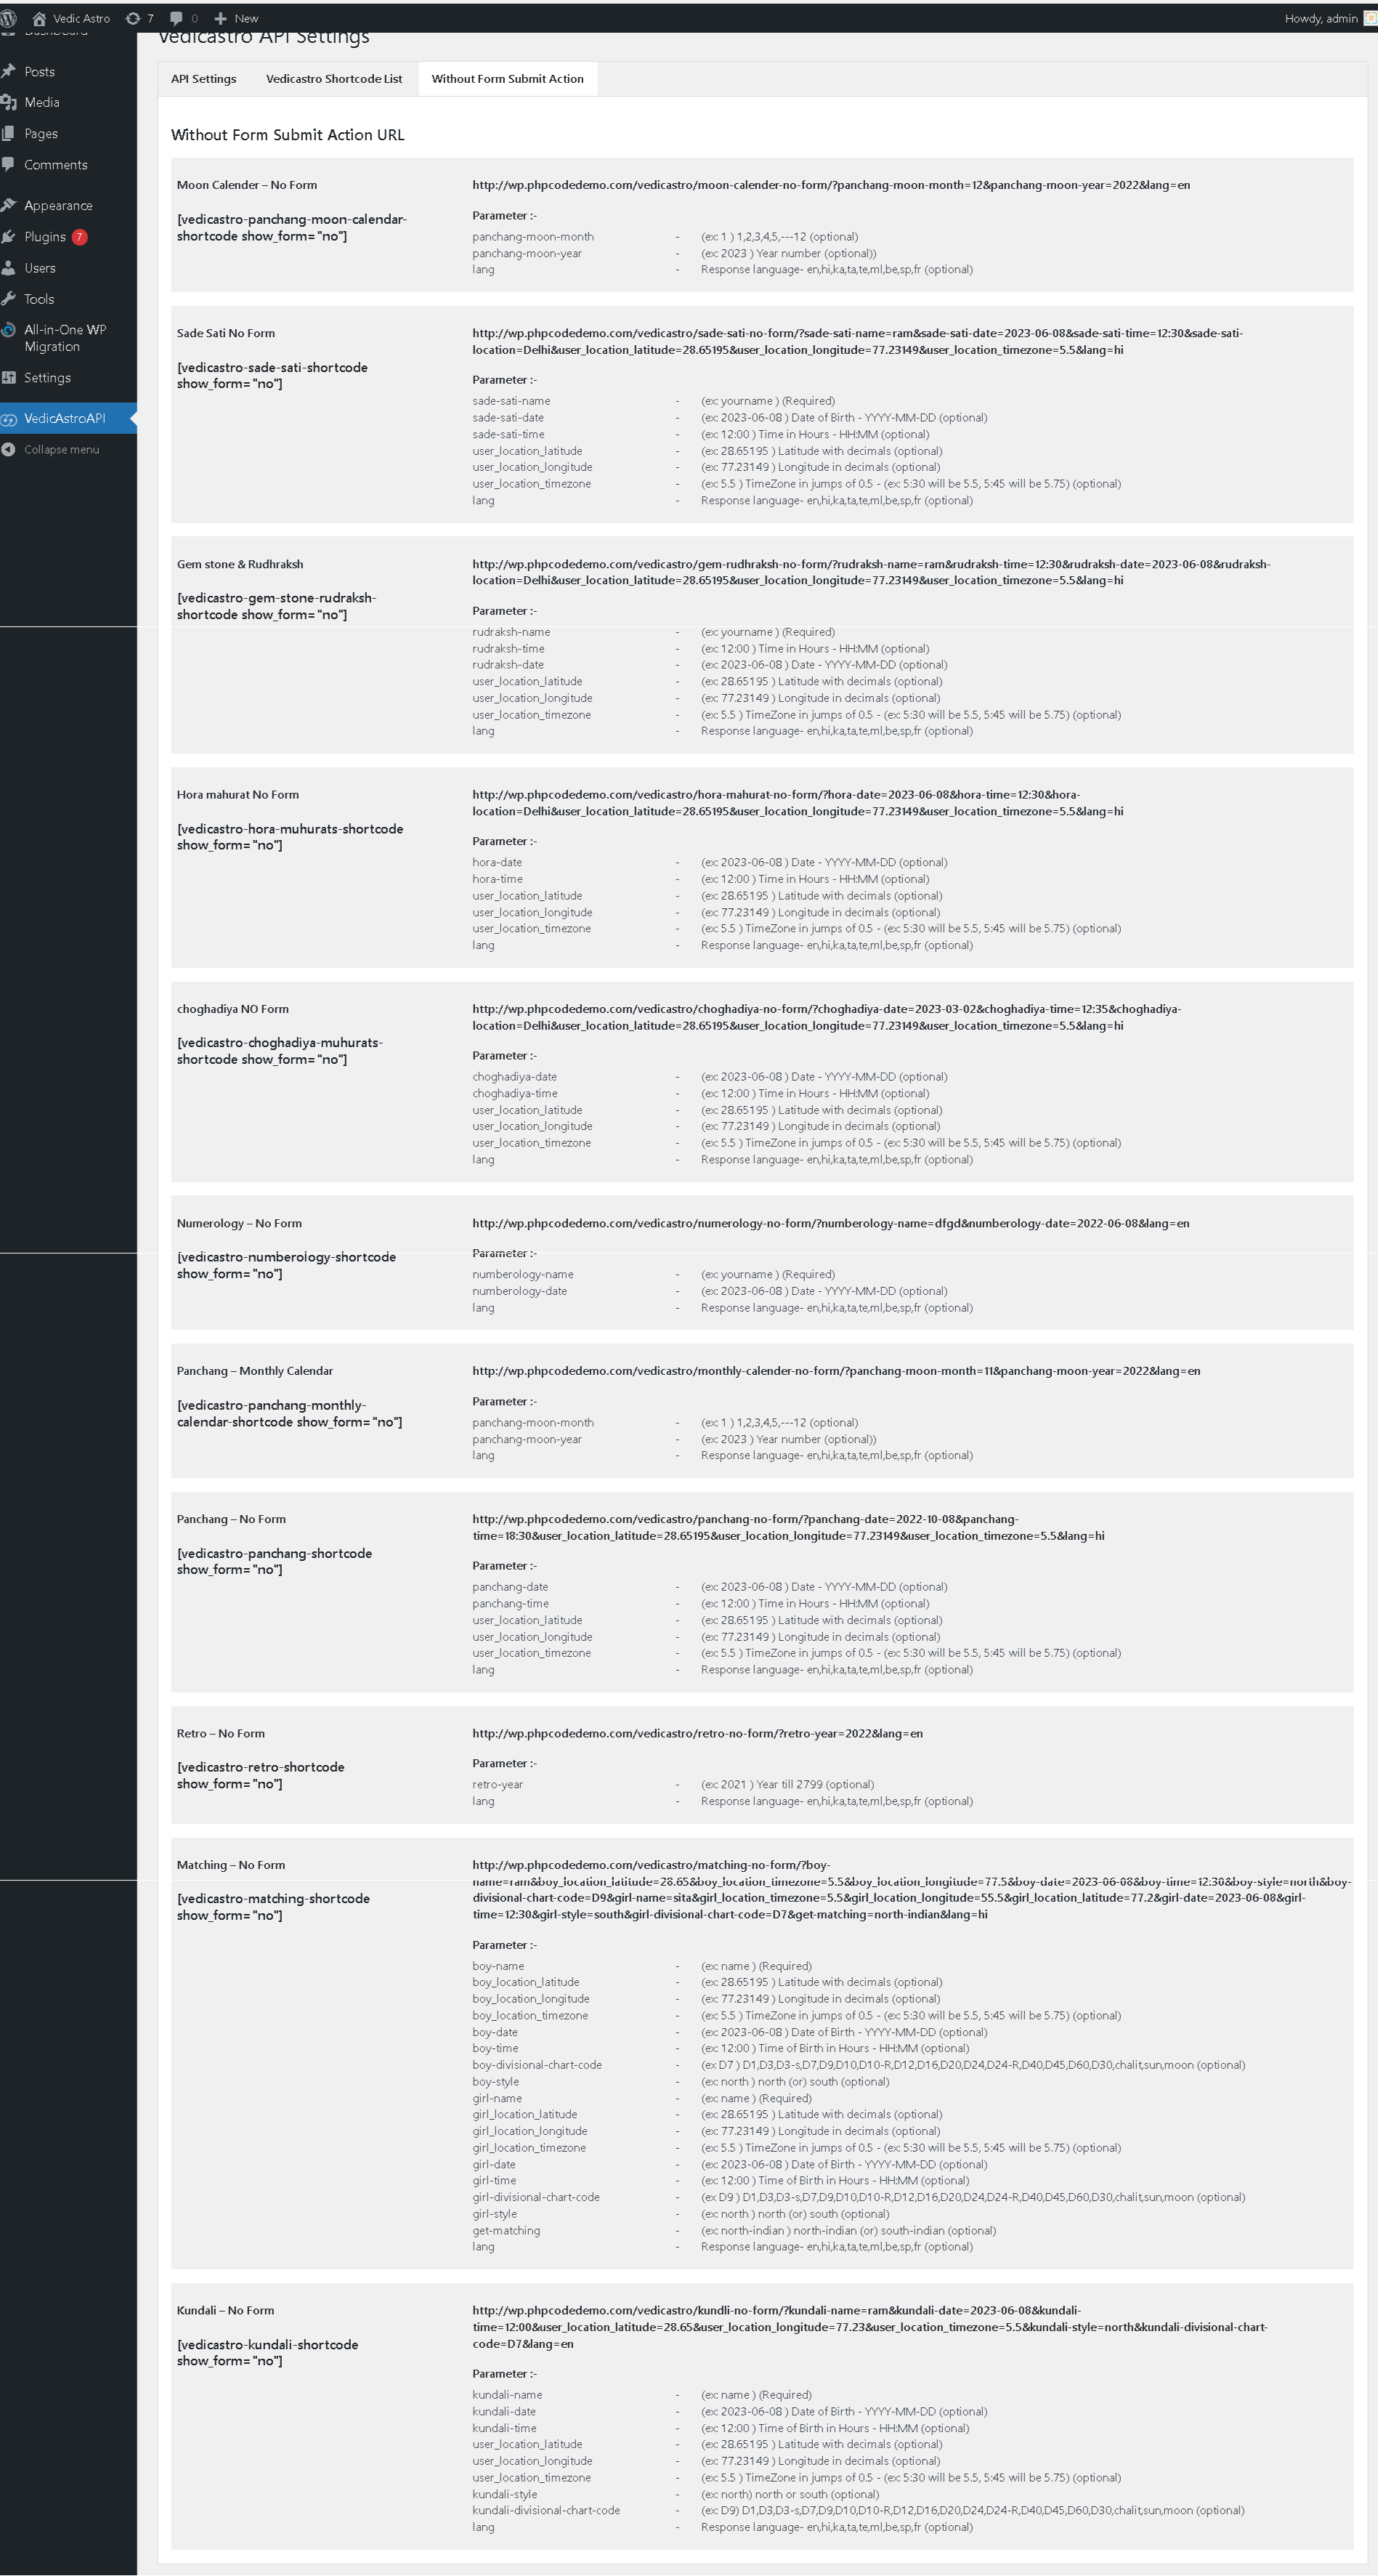 Vedic Astro 7 0 New Howdy, admin
Dashboard
Posts
Media
Pages
Comments
Appearance
Plugins 7
Users
Tools
All-in-One WP
Migration
Settings
VedicAstroAPI
Collapse menu
Vedicastro API Settings
API Settings Vedicastro Shortcode List Without Form Submit Action
Without Form Submit Action URL
Moon Calender – No Form
[vedicastro-panchang-moon-calendar-
shortcode show_form="no"]
http://wp.phpcodedemo.com/vedicastro/moon-calender-no-form/?panchang-moon-month=12&panchang-moon-year=2022&lang=en
Parameter :-
panchang-moon-month - (ex: 1 ) 1,2,3,4,5,---12 (optional)
panchang-moon-year - (ex: 2023 ) Year number (optional))
lang - Response language- en,hi,ka,ta,te,ml,be,sp,fr (optional)
Sade Sati No Form
[vedicastro-sade-sati-shortcode
show_form="no"]
http://wp.phpcodedemo.com/vedicastro/sade-sati-no-form/?sade-sati-name=ram&sade-sati-date=2023-06-08&sade-sati-time=12:30&sade-sati-
location=Delhi&user_location_latitude=28.65195&user_location_longitude=77.23149&user_location_timezone=5.5&lang=hi
Parameter :-
sade-sati-name - (ex: yourname ) (Required)
sade-sati-date - (ex: 2023-06-08 ) Date of Birth - YYYY-MM-DD (optional)
sade-sati-time - (ex: 12:00 ) Time in Hours - HH:MM (optional)
user_location_latitude - (ex: 28.65195 ) Latitude with decimals (optional)
user_location_longitude - (ex: 77.23149 ) Longitude in decimals (optional)
user_location_timezone - (ex: 5.5 ) TimeZone in jumps of 0.5 - (ex: 5:30 will be 5.5, 5:45 will be 5.75) (optional)
lang - Response language- en,hi,ka,ta,te,ml,be,sp,fr (optional)
Gem stone & Rudhraksh
[vedicastro-gem-stone-rudraksh-
shortcode show_form="no"]
http://wp.phpcodedemo.com/vedicastro/gem-rudhraksh-no-form/?rudraksh-name=ram&rudraksh-time=12:30&rudraksh-date=2023-06-08&rudraksh-
location=Delhi&user_location_latitude=28.65195&user_location_longitude=77.23149&user_location_timezone=5.5&lang=hi
Parameter :-
rudraksh-name - (ex: yourname ) (Required)
rudraksh-time - (ex: 12:00 ) Time in Hours - HH:MM (optional)
rudraksh-date - (ex: 2023-06-08 ) Date - YYYY-MM-DD (optional)
user_location_latitude - (ex: 28.65195 ) Latitude with decimals (optional)
user_location_longitude - (ex: 77.23149 ) Longitude in decimals (optional)
user_location_timezone - (ex: 5.5 ) TimeZone in jumps of 0.5 - (ex: 5:30 will be 5.5, 5:45 will be 5.75) (optional)
lang - Response language- en,hi,ka,ta,te,ml,be,sp,fr (optional)
Hora mahurat No Form
[vedicastro-hora-muhurats-shortcode
show_form="no"]
http://wp.phpcodedemo.com/vedicastro/hora-mahurat-no-form/?hora-date=2023-06-08&hora-time=12:30&hora-
location=Delhi&user_location_latitude=28.65195&user_location_longitude=77.23149&user_location_timezone=5.5&lang=hi
Parameter :-
hora-date - (ex: 2023-06-08 ) Date - YYYY-MM-DD (optional)
hora-time - (ex: 12:00 ) Time in Hours - HH:MM (optional)
user_location_latitude - (ex: 28.65195 ) Latitude with decimals (optional)
user_location_longitude - (ex: 77.23149 ) Longitude in decimals (optional)
user_location_timezone - (ex: 5.5 ) TimeZone in jumps of 0.5 - (ex: 5:30 will be 5.5, 5:45 will be 5.75) (optional)
lang - Response language- en,hi,ka,ta,te,ml,be,sp,fr (optional)
choghadiya NO Form
[vedicastro-choghadiya-muhurats-
shortcode show_form="no"]
http://wp.phpcodedemo.com/vedicastro/choghadiya-no-form/?choghadiya-date=2023-03-02&choghadiya-time=12:35&choghadiya-
location=Delhi&user_location_latitude=28.65195&user_location_longitude=77.23149&user_location_timezone=5.5&lang=hi
Parameter :-
choghadiya-date - (ex: 2023-06-08 ) Date - YYYY-MM-DD (optional)
choghadiya-time - (ex: 12:00 ) Time in Hours - HH:MM (optional)
user_location_latitude - (ex: 28.65195 ) Latitude with decimals (optional)
user_location_longitude - (ex: 77.23149 ) Longitude in decimals (optional)
user_location_timezone - (ex: 5.5 ) TimeZone in jumps of 0.5 - (ex: 5:30 will be 5.5, 5:45 will be 5.75) (optional)
lang - Response language- en,hi,ka,ta,te,ml,be,sp,fr (optional)
Numerology – No Form
[vedicastro-numberology-shortcode
show_form="no"]
http://wp.phpcodedemo.com/vedicastro/numerology-no-form/?numberology-name=dfgd&numberology-date=2022-06-08&lang=en
Parameter :-
numberology-name - (ex: yourname ) (Required)
numberology-date - (ex: 2023-06-08 ) Date - YYYY-MM-DD (optional)
lang - Response language- en,hi,ka,ta,te,ml,be,sp,fr (optional)
Panchang – Monthly Calendar
[vedicastro-panchang-monthly-
calendar-shortcode show_form="no"]
http://wp.phpcodedemo.com/vedicastro/monthly-calender-no-form/?panchang-moon-month=11&panchang-moon-year=2022&lang=en
Parameter :-
panchang-moon-month - (ex: 1 ) 1,2,3,4,5,---12 (optional)
panchang-moon-year - (ex: 2023 ) Year number (optional))
lang - Response language- en,hi,ka,ta,te,ml,be,sp,fr (optional)
Panchang – No Form
[vedicastro-panchang-shortcode
show_form="no"]
http://wp.phpcodedemo.com/vedicastro/panchang-no-form/?panchang-date=2022-10-08&panchang-
time=18:30&user_location_latitude=28.65195&user_location_longitude=77.23149&user_location_timezone=5.5&lang=hi
Parameter :-
panchang-date - (ex: 2023-06-08 ) Date - YYYY-MM-DD (optional)
panchang-time - (ex: 12:00 ) Time in Hours - HH:MM (optional)
user_location_latitude - (ex: 28.65195 ) Latitude with decimals (optional)
user_location_longitude - (ex: 77.23149 ) Longitude in decimals (optional)
user_location_timezone - (ex: 5.5 ) TimeZone in jumps of 0.5 - (ex: 5:30 will be 5.5, 5:45 will be 5.75) (optional)
lang - Response language- en,hi,ka,ta,te,ml,be,sp,fr (optional)
Retro – No Form
[vedicastro-retro-shortcode
show_form="no"]
http://wp.phpcodedemo.com/vedicastro/retro-no-form/?retro-year=2022&lang=en
Parameter :-
retro-year - (ex: 2021 ) Year till 2799 (optional)
lang - Response language- en,hi,ka,ta,te,ml,be,sp,fr (optional)
Matching – No Form
[vedicastro-matching-shortcode
show_form="no"]
http://wp.phpcodedemo.com/vedicastro/matching-no-form/?boy-
name=ram&boy_location_latitude=28.65&boy_location_timezone=5.5&boy_location_longitude=77.5&boy-date=2023-06-08&boy-time=12:30&boy-style=north&boy-
divisional-chart-code=D9&girl-name=sita&girl_location_timezone=5.5&girl_location_longitude=55.5&girl_location_latitude=77.2&girl-date=2023-06-08&girl-
time=12:30&girl-style=south&girl-divisional-chart-code=D7&get-matching=north-indian&lang=hi
Parameter :-
boy-name - (ex: name ) (Required)
boy_location_latitude - (ex: 28.65195 ) Latitude with decimals (optional)
boy_location_longitude - (ex: 77.23149 ) Longitude in decimals (optional)
boy_location_timezone - (ex: 5.5 ) TimeZone in jumps of 0.5 - (ex: 5:30 will be 5.5, 5:45 will be 5.75) (optional)
boy-date - (ex: 2023-06-08 ) Date of Birth - YYYY-MM-DD (optional)
boy-time - (ex: 12:00 ) Time of Birth in Hours - HH:MM (optional)
boy-divisional-chart-code - (ex D7 ) D1,D3,D3-s,D7,D9,D10,D10-R,D12,D16,D20,D24,D24-R,D40,D45,D60,D30,chalit,sun,moon (optional)
boy-style - (ex: north ) north (or) south (optional)
girl-name - (ex: name ) (Required)
girl_location_latitude - (ex: 28.65195 ) Latitude with decimals (optional)
girl_location_longitude - (ex: 77.23149 ) Longitude in decimals (optional)
girl_location_timezone - (ex: 5.5 ) TimeZone in jumps of 0.5 - (ex: 5:30 will be 5.5, 5:45 will be 5.75) (optional)
girl-date - (ex: 2023-06-08 ) Date of Birth - YYYY-MM-DD (optional)
girl-time - (ex: 12:00 ) Time of Birth in Hours - HH:MM (optional)
girl-divisional-chart-code - (ex D9 ) D1,D3,D3-s,D7,D9,D10,D10-R,D12,D16,D20,D24,D24-R,D40,D45,D60,D30,chalit,sun,moon (optional)
girl-style - (ex: north ) north (or) south (optional)
get-matching - (ex: north-indian ) north-indian (or) south-indian (optional)
lang - Response language- en,hi,ka,ta,te,ml,be,sp,fr (optional)
Kundali – No Form
[vedicastro-kundali-shortcode
show_form="no"]
http://wp.phpcodedemo.com/vedicastro/kundli-no-form/?kundali-name=ram&kundali-date=2023-06-08&kundali-
time=12:00&user_location_latitude=28.65&user_location_longitude=77.23&user_location_timezone=5.5&kundali-style=north&kundali-divisional-chart-
code=D7&lang=en
Parameter :-
kundali-name - (ex: name ) (Required)
kundali-date - (ex: 2023-06-08 ) Date of Birth - YYYY-MM-DD (optional)
kundali-time - (ex: 12:00 ) Time of Birth in Hours - HH:MM (optional)
user_location_latitude - (ex: 28.65195 ) Latitude with decimals (optional)
user_location_longitude - (ex: 77.23149 ) Longitude in decimals (optional)
user_location_timezone - (ex: 5.5 ) TimeZone in jumps of 0.5 - (ex: 5:30 will be 5.5, 5:45 will be 5.75) (optional)
kundali-style - (ex: north) north or south (optional)
kundali-divisional-chart-code - (ex: D9) D1,D3,D3-s,D7,D9,D10,D10-R,D12,D16,D20,D24,D24-R,D40,D45,D60,D30,chalit,sun,moon (optional)
lang - Response language- en,hi,ka,ta,te,ml,be,sp,fr (optional)